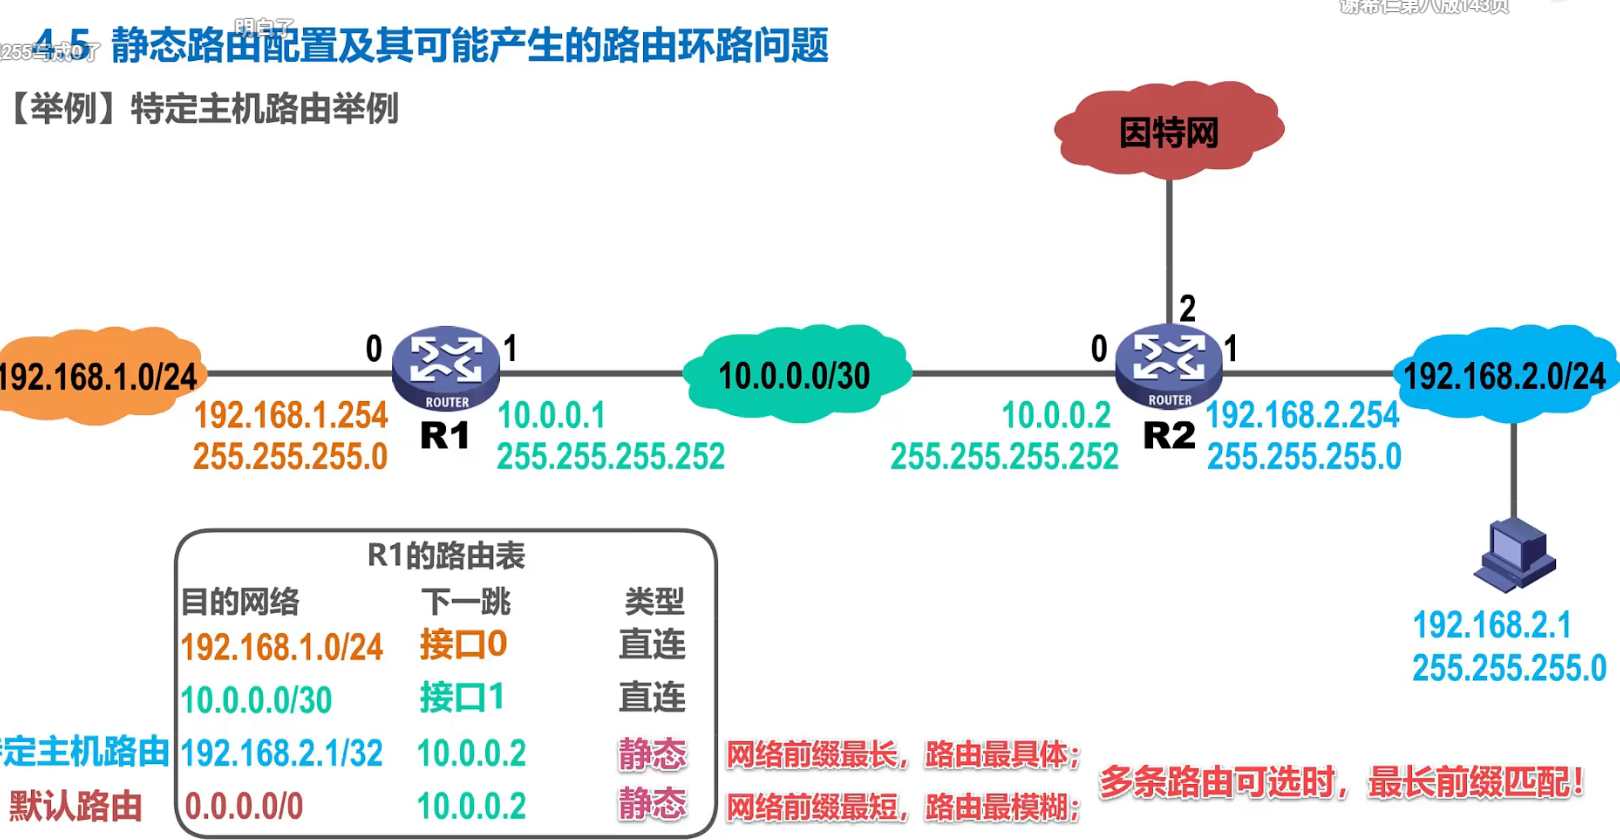 谢希仁第八版143页
明白了
255写成0了
4.5 静态路由配置及其可能产生的路由环路问题
【举例】特定主机路由举例
因特网
2
0
1
0
1
192.168.1.0/24
10.0.0.0/30
192.168.2.0/24
ROUTER
ROUTER
192.168.1.254
255.255.255.0
R1
10.0.0.1
255.255.255.252
10.0.0.2
255.255.255.252
R2
192.168.2.254
255.255.255.0
192.168.2.1
255.255.255.0
R1的路由表
目的网络 下一跳 类型
192.168.1.0/24 接口0 直连
10.0.0.0/30 接口1 直连
定主机路由 192.168.2.1/32 10.0.0.2 静态 网络前缀最长，路由最具体；
默认路由 0.0.0.0/0 10.0.0.2 静态 网络前缀最短，路由最模糊；
多条路由可选时，最长前缀匹配！